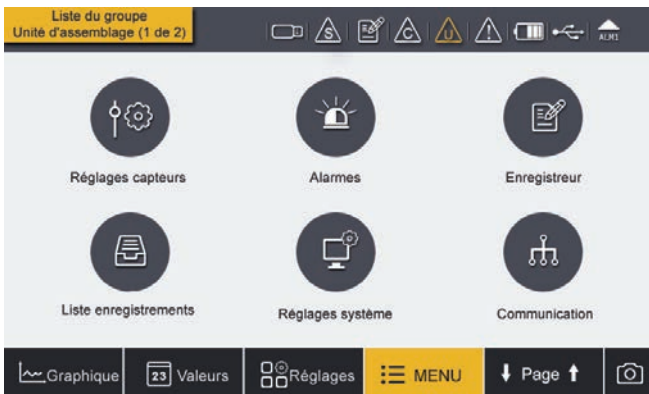 Liste du groupe
Unité d'assemblage (1 de 2)
S
C
U
ALM1
Réglages capteurs
Alarmes
Enregistreur
Liste enregistrements
Réglages système
Communication
Graphique
23 Valeurs
Réglages
MENU
Page